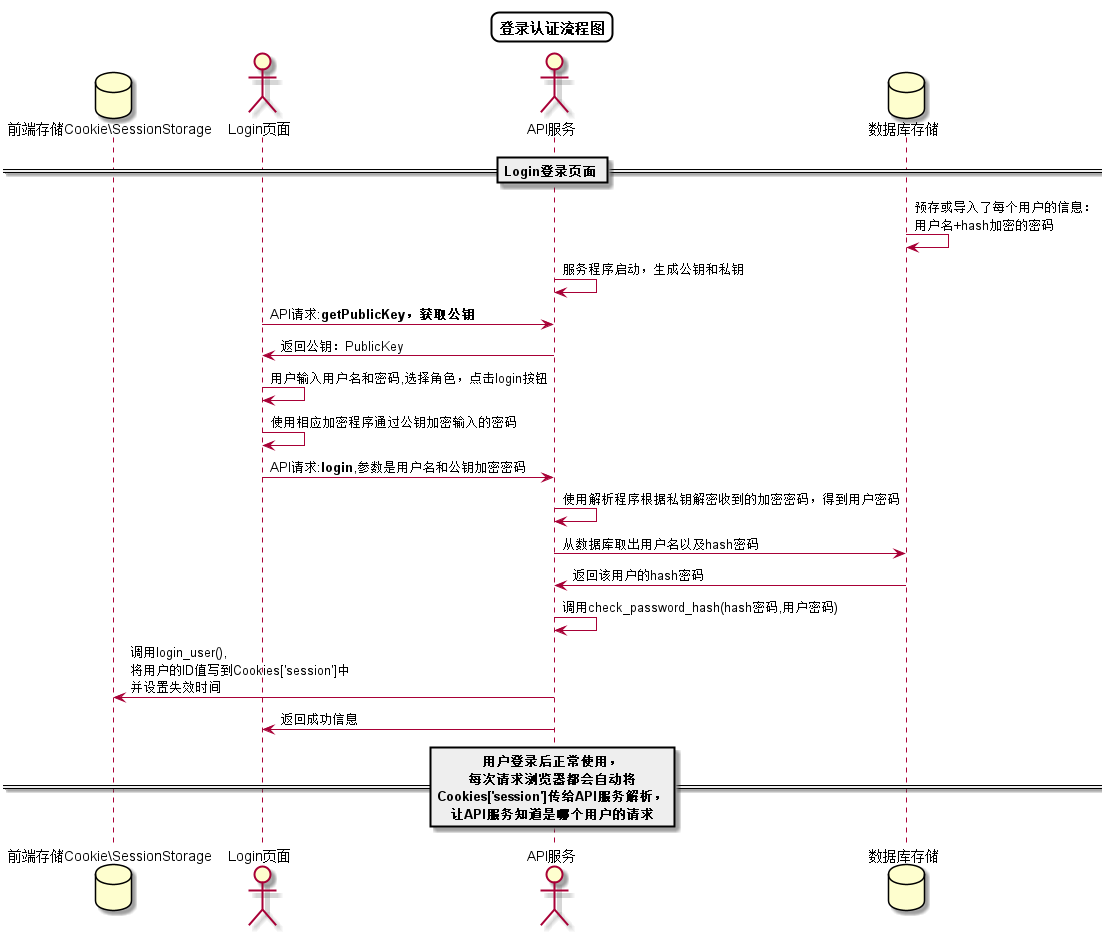 登录认证流程图
前端存储Cookie\SessionStorage
Login页面
API服务
数据库存储
Login登录页面
预存或导入了每个用户的信息：
用户名+hash加密的密码
服务程序启动，生成公钥和私钥
API请求:getPublicKey，获取公钥
返回公钥：PublicKey
用户输入用户名和密码,选择角色，点击login按钮
使用相应加密程序通过公钥加密输入的密码
API请求:login,参数是用户名和公钥加密密码
使用解析程序根据私钥解密收到的加密密码，得到用户密码
从数据库取出用户名以及hash密码
返回该用户的hash密码
调用check_password_hash(hash密码,用户密码)
调用login_user(),
将用户的ID值写到Cookies['session']中
并设置失效时间
返回成功信息
用户登录后正常使用，
每次请求浏览器都会自动将
Cookies['session']传给API服务解析，
让API服务知道是哪个用户的请求
前端存储Cookie\SessionStorage
Login页面
API服务
数据库存储